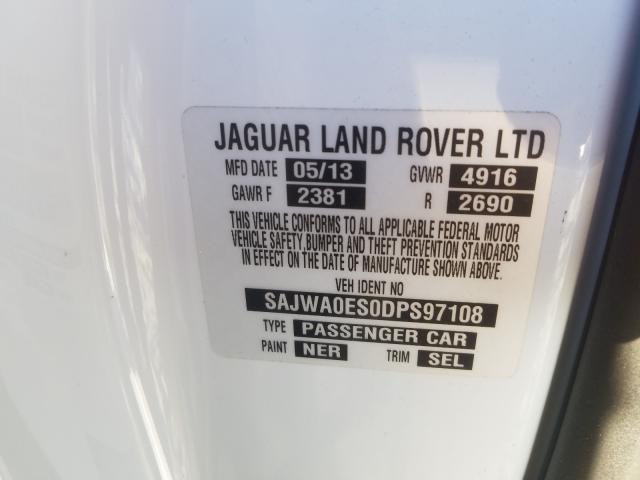 JAGUAR LAND ROVER LTD
MFD DATE 05/13 GVWR 4916
GAWR F 2381 R 2690
THIS VEHICLE CONFORMS TO ALL APPLICABLE FEDERAL MOTOR
VEHICLE SAFETY,BUMPER AND THEFT PREVENTION STANDARDS
IN EFFECT ON THE DATE OF MANUFACTURE SHOWN ABOVE.
VEH IDENT NO
SAJWA0ES0DPS97108
TYPE PASSENGER CAR
PAINT NER TRIM SEL